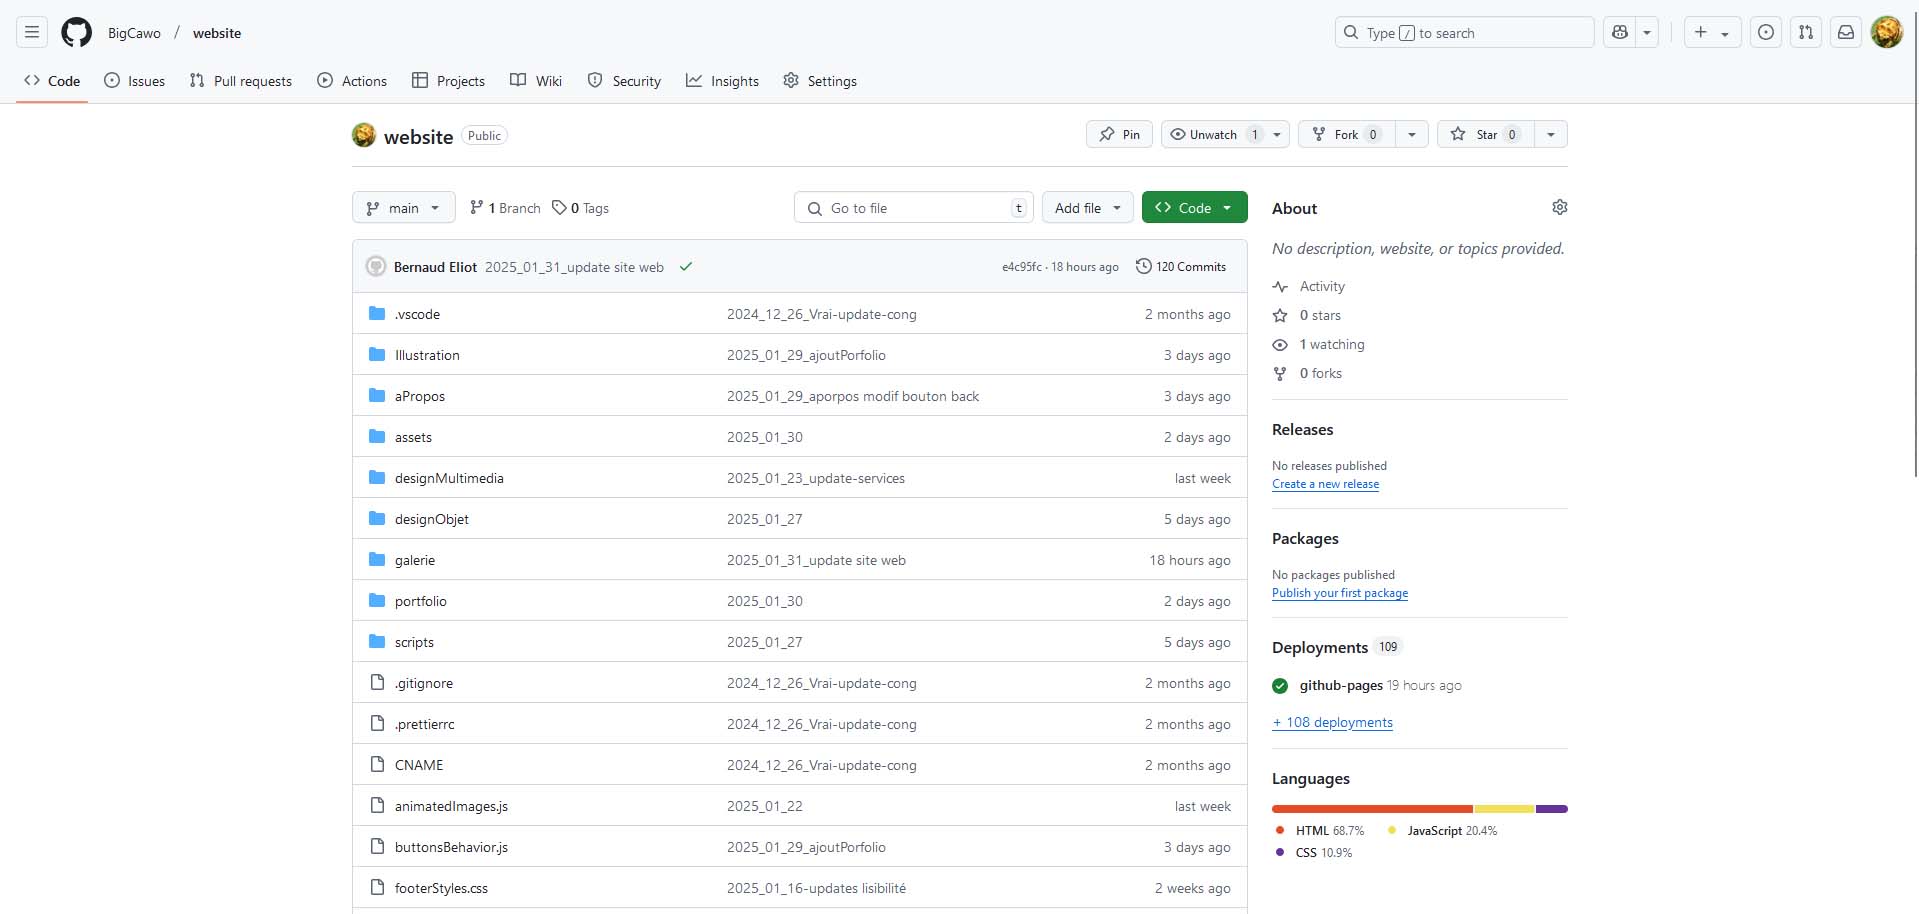 BigCawo / website
Type / to search
Code Issues Pull requests Actions Projects Wiki Security Insights Settings
website Public
Pin Unwatch 1 Fork 0 Star 0
main 1 Branch 0 Tags Go to file t Add file Code
Bernaud Eliot 2025_01_31_update site web e4c95fc · 18 hours ago 120 Commits
.vscode 2024_12_26_Vrai-update-cong 2 months ago
Illustration 2025_01_29_ajoutPorfolio 3 days ago
aPropos 2025_01_29_aporpos modif bouton back 3 days ago
assets 2025_01_30 2 days ago
designMultimedia 2025_01_23_update-services last week
designObjet 2025_01_27 5 days ago
galerie 2025_01_31_update site web 18 hours ago
portfolio 2025_01_30 2 days ago
scripts 2025_01_27 5 days ago
.gitignore 2024_12_26_Vrai-update-cong 2 months ago
.prettierrc 2024_12_26_Vrai-update-cong 2 months ago
CNAME 2024_12_26_Vrai-update-cong 2 months ago
animatedImages.js 2025_01_22 last week
buttonsBehavior.js 2025_01_29_ajoutPorfolio 3 days ago
footerStyles.css 2025_01_16-updates lisibilité 2 weeks ago
About
No description, website, or topics provided.
Activity
0 stars
1 watching
0 forks
Releases
No releases published
Create a new release
Packages
No packages published
Publish your first package
Deployments 109
github-pages 19 hours ago
+ 108 deployments
Languages
HTML 68.7% JavaScript 20.4%
CSS 10.9%